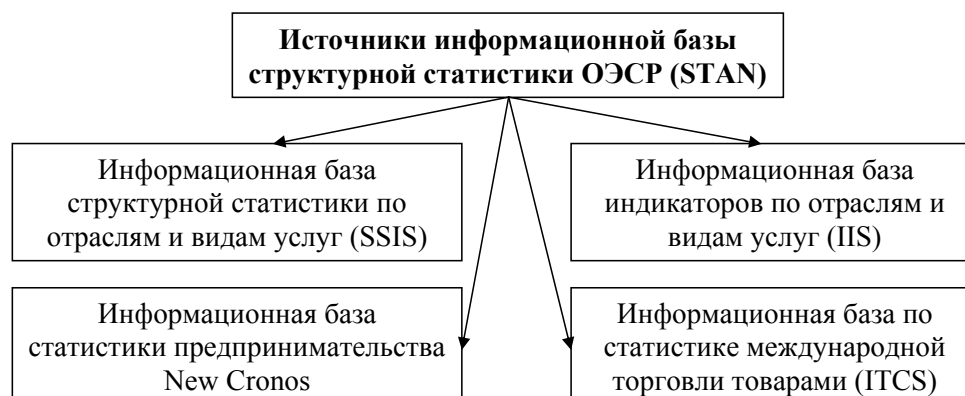 Источники информационной базы
структурной статистики ОЭСР (STAN)
Информационная база
структурной статистики по
отраслям и видам услуг (SSIS)
Информационная база
индикаторов по отраслям и
видам услуг (IIS)
Информационная база
статистики предпринимательства
New Cronos
Информационная база по
статистике международной
торговли товарами (ITCS)